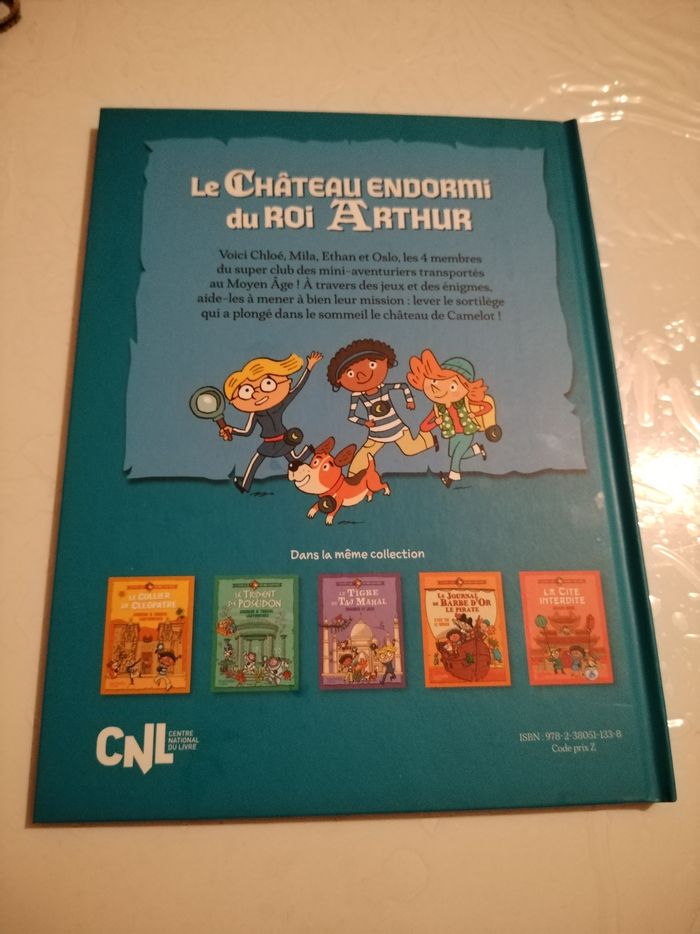 Le Château endormi
du roi Arthur
Voici Chloé, Mila, Ethan et Oslo, les 4 membres
du super club des mini-aventuriers transportés
au Moyen Âge ! À travers des jeux et des énigmes,
aide-les à mener à bien leur mission : lever le sortilège
qui a plongé dans le sommeil le château de Camelot !
Dans la même collection
Le Collier
de Cléopâtre
Le Trident
de Poséidon
Le Tigre
du Taj Mahal
Le Journal
de Barbe d'Or
le pirate
La Cité
interdite
CNL
CENTRE
NATIONAL
DU LIVRE
ISBN : 978-2-38051-133-8
Code prix Z